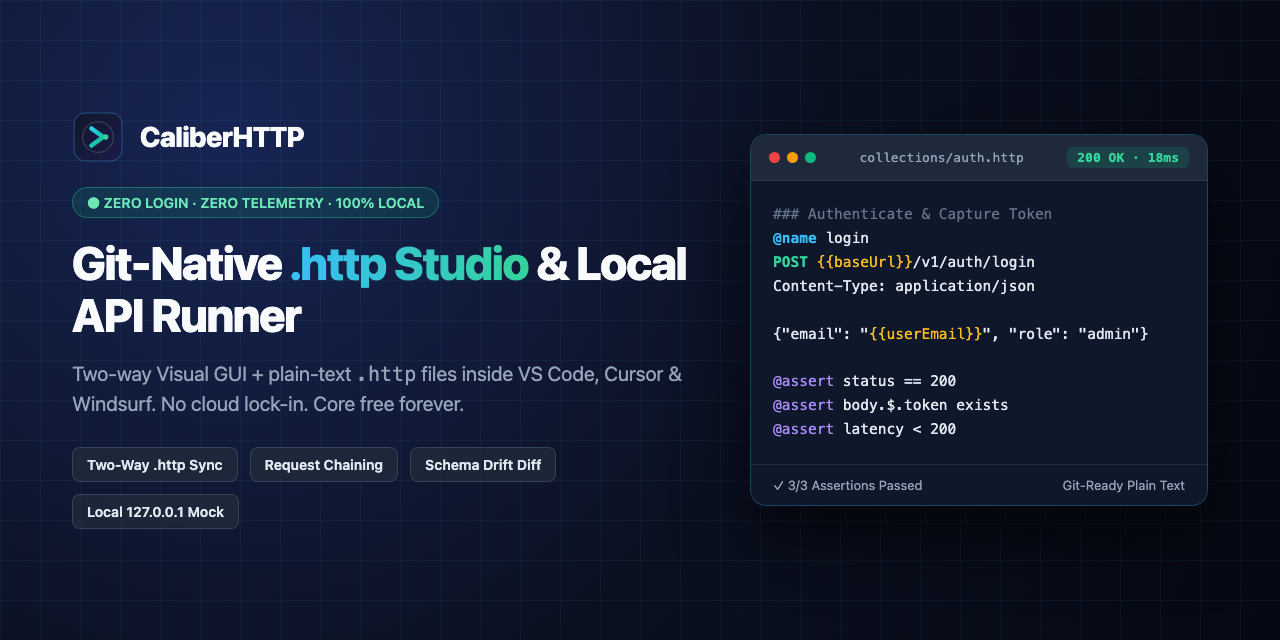 CaliberHTTP
ZERO LOGIN · ZERO TELEMETRY · 100% LOCAL
Git-Native .http Studio & Local
API Runner
Two-way Visual GUI + plain-text .http files inside VS Code, Cursor &
Windsurf. No cloud lock-in. Core free forever.
Two-Way .http Sync
Request Chaining
Schema Drift Diff
Local 127.0.0.1 Mock
collections/auth.http
200 OK · 18ms
### Authenticate & Capture Token
@name login
POST {{baseUrl}}/v1/auth/login
Content-Type: application/json
{"email": "{{userEmail}}", "role": "admin"}
@assert status == 200
@assert body.$.token exists
@assert latency < 200
✓ 3/3 Assertions Passed
Git-Ready Plain Text